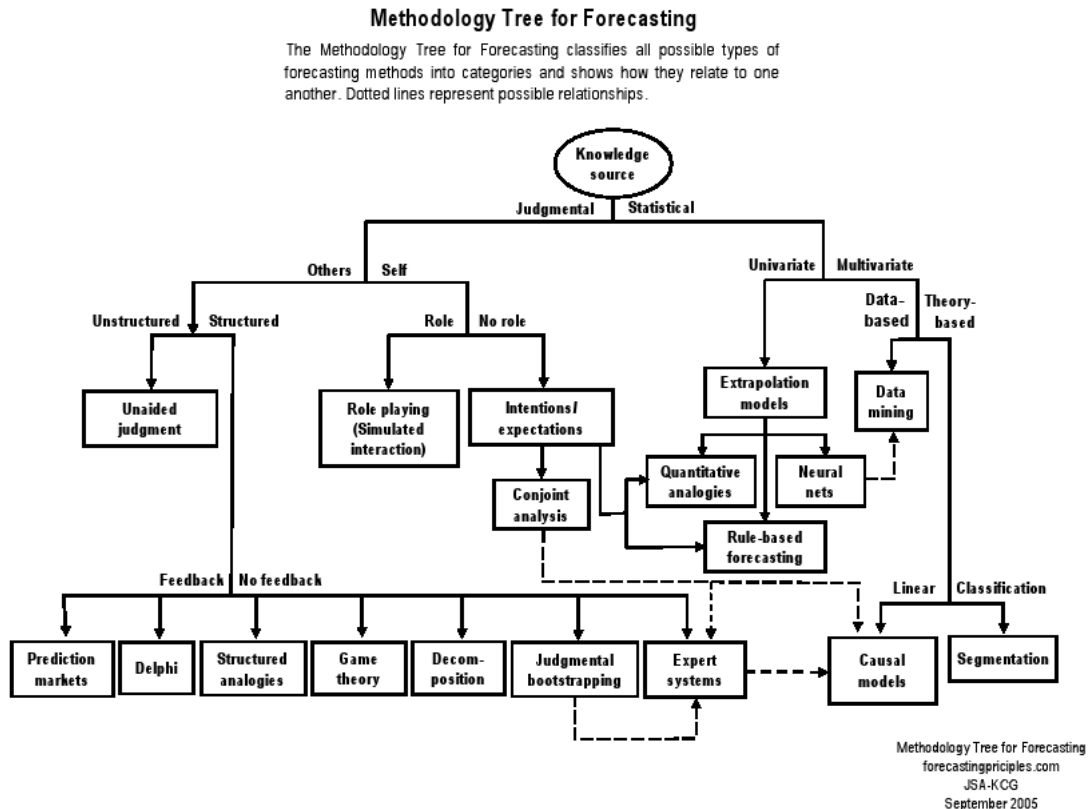 Methodology Tree for Forecasting
The Methodology Tree for Forecasting classifies all possible types of
forecasting methods into categories and shows how they relate to one
another. Dotted lines represent possible relationships.
Knowledge
source
Judgmental Statistical
Others Self
Univariate Multivariate
Unstructured Structured
Role No role
Data-
based
Theory-
based
Unaided
judgment
Role playing
(Simulated
interaction)
Intentions/
expectations
Extrapolation
models
Data
mining
Conjoint
analysis
Quantitative
analogies
Neural
nets
Rule-based
forecasting
Feedback No feedback
Linear Classification
Prediction
markets
Delphi
Structured
analogies
Game
theory
Decom-
position
Judgmental
bootstrapping
Expert
systems
Causal
models
Segmentation
Methodology Tree for Forecasting
forecastingpriciples.com
JSA-KCG
September 2005